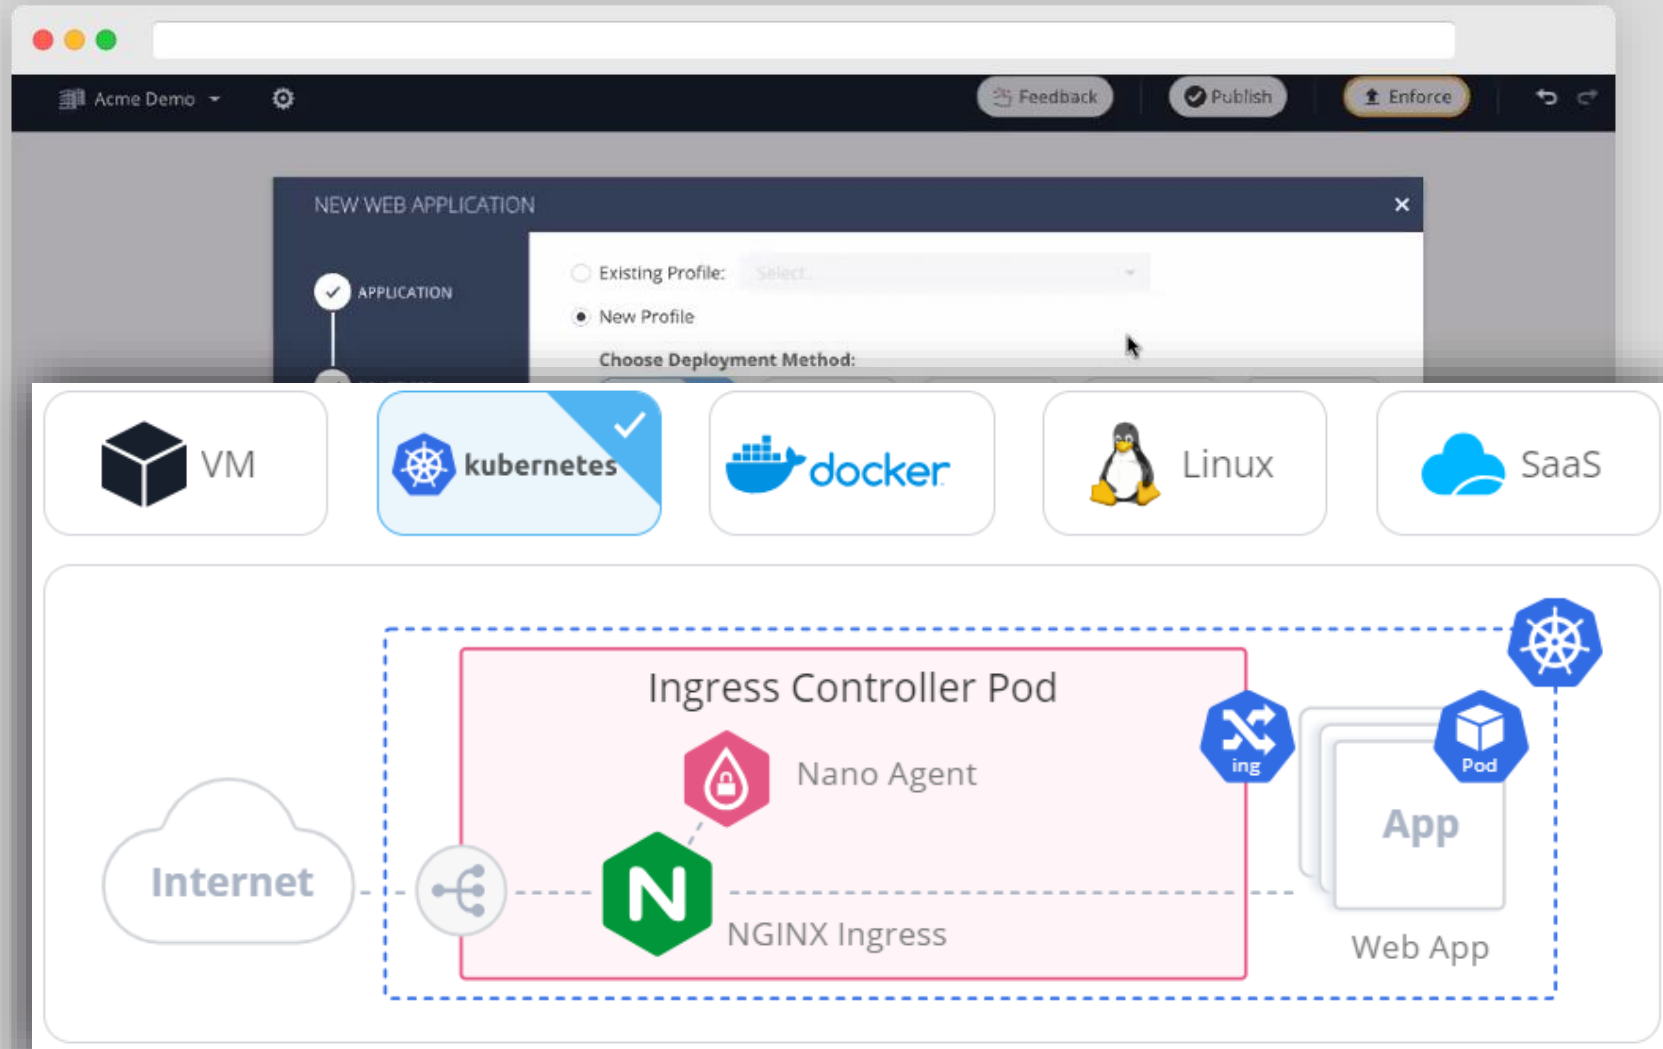 Acme Demo
Feedback
Publish
Enforce
NEW WEB APPLICATION
APPLICATION
Existing Profile:
Select...
New Profile
Choose Deployment Method:
VM
kubernetes
docker
Linux
SaaS
Ingress Controller Pod
Nano Agent
ing
Pod
App
Internet
NGINX Ingress
Web App